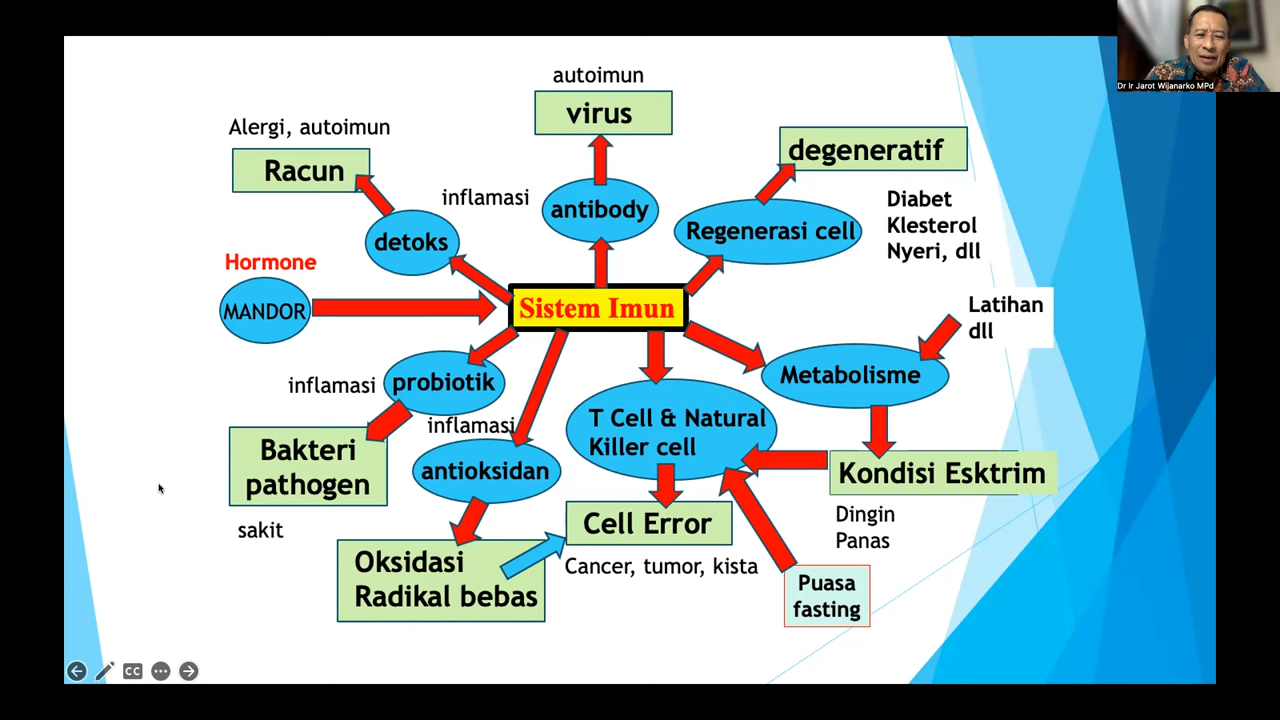 Dr Ir Jarot Wijanarko MPd
autoimun
virus
Alergi, autoimun
Racun
degeneratif
inflamasi
antibody
Diabet
Klesterol
Nyeri, dll
Regenerasi cell
detoks
Hormone
MANDOR
Sistem Imun
Latihan
dll
Metabolisme
inflamasi
probiotik
inflamasi
T Cell & Natural
Killer cell
Bakteri
pathogen
antioksidan
Kondisi Esktrim
sakit
Cell Error
Dingin
Panas
Oksidasi
Radikal bebas
Cancer, tumor, kista
Puasa
fasting
CC